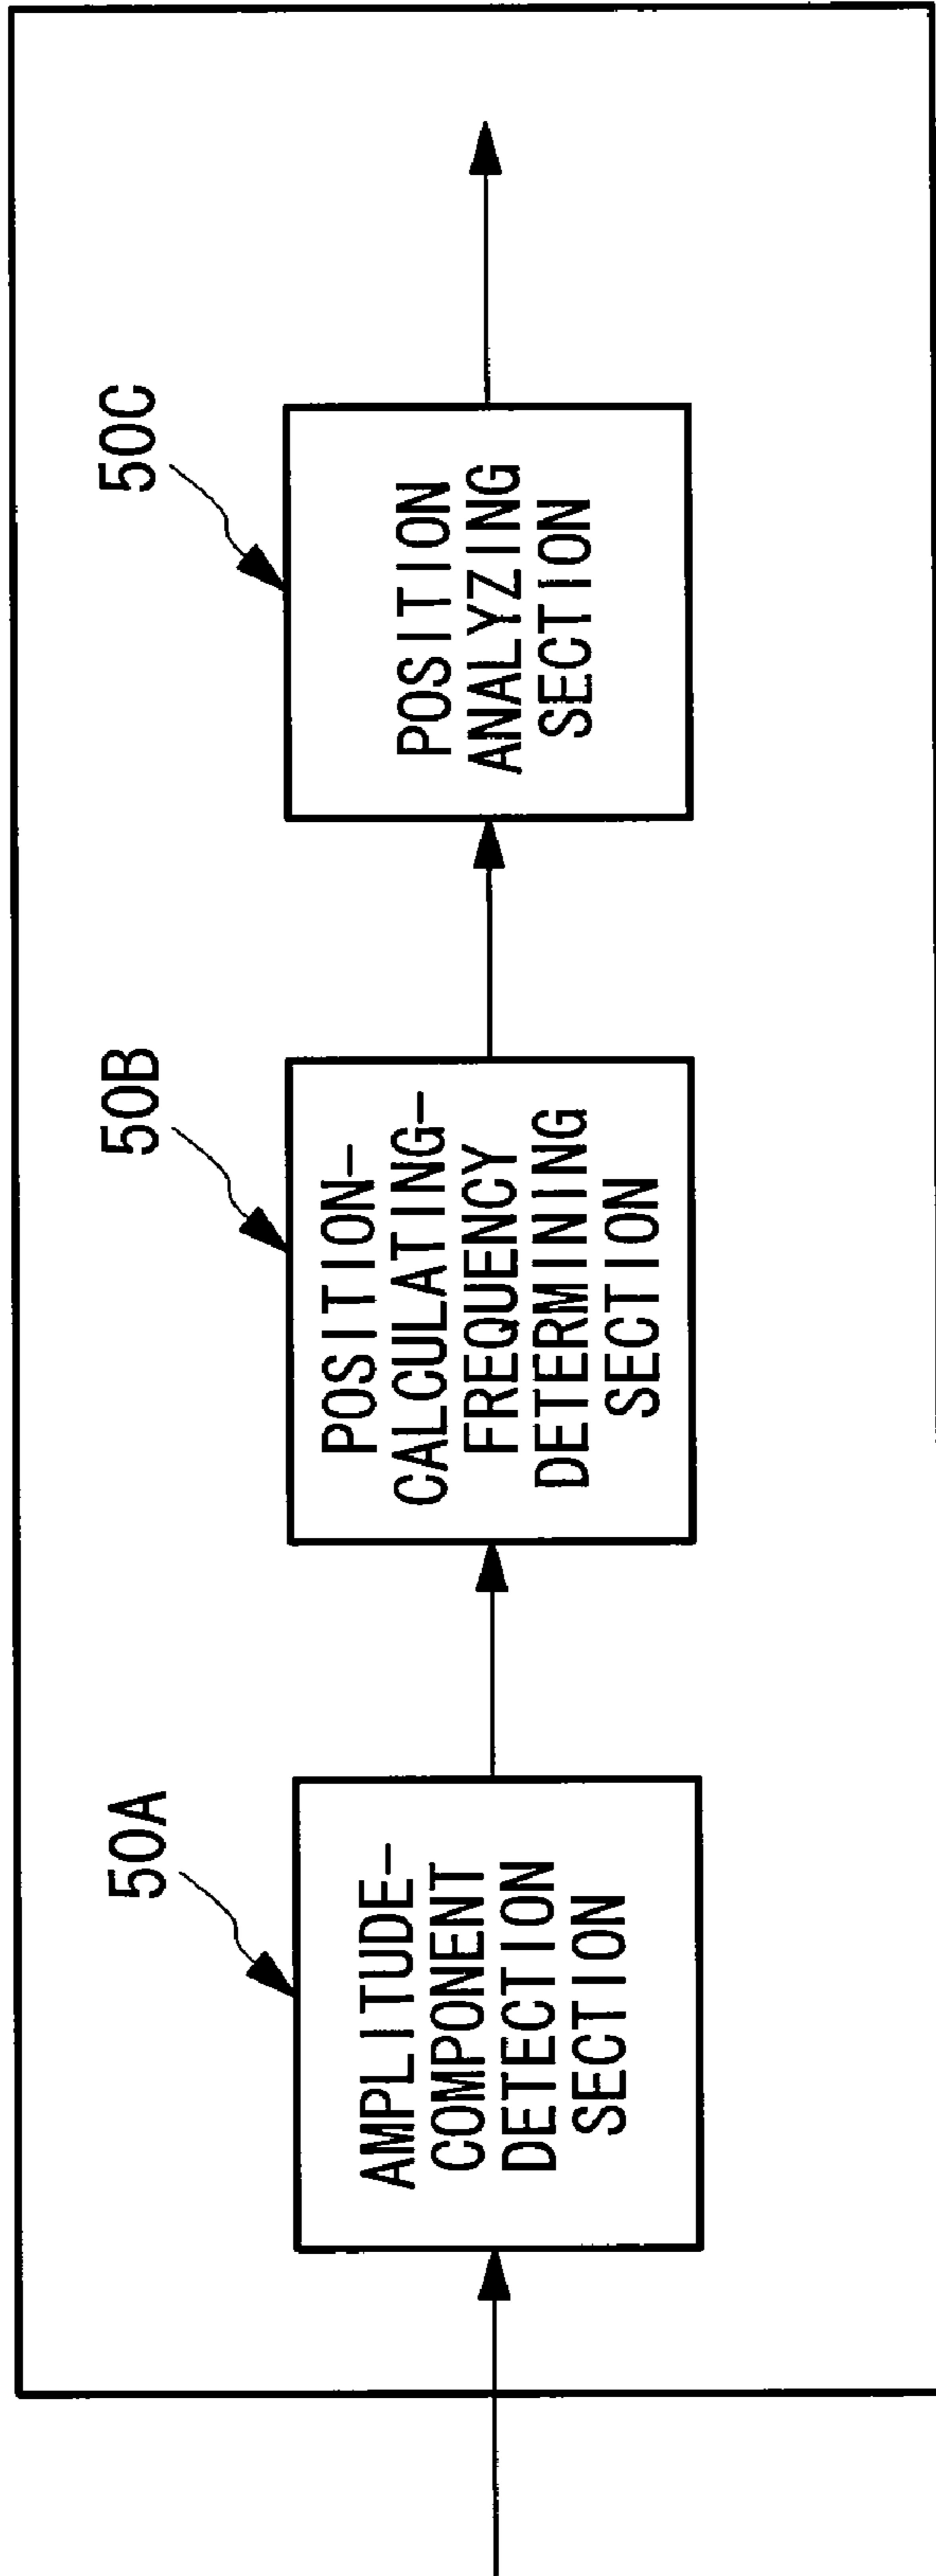 50A
AMPLITUDE-
COMPONENT
DETECTION
SECTION
50B
POSITION-
CALCULATING-
FREQUENCY
DETERMINING
SECTION
50C
POSITION
ANALYZING
SECTION